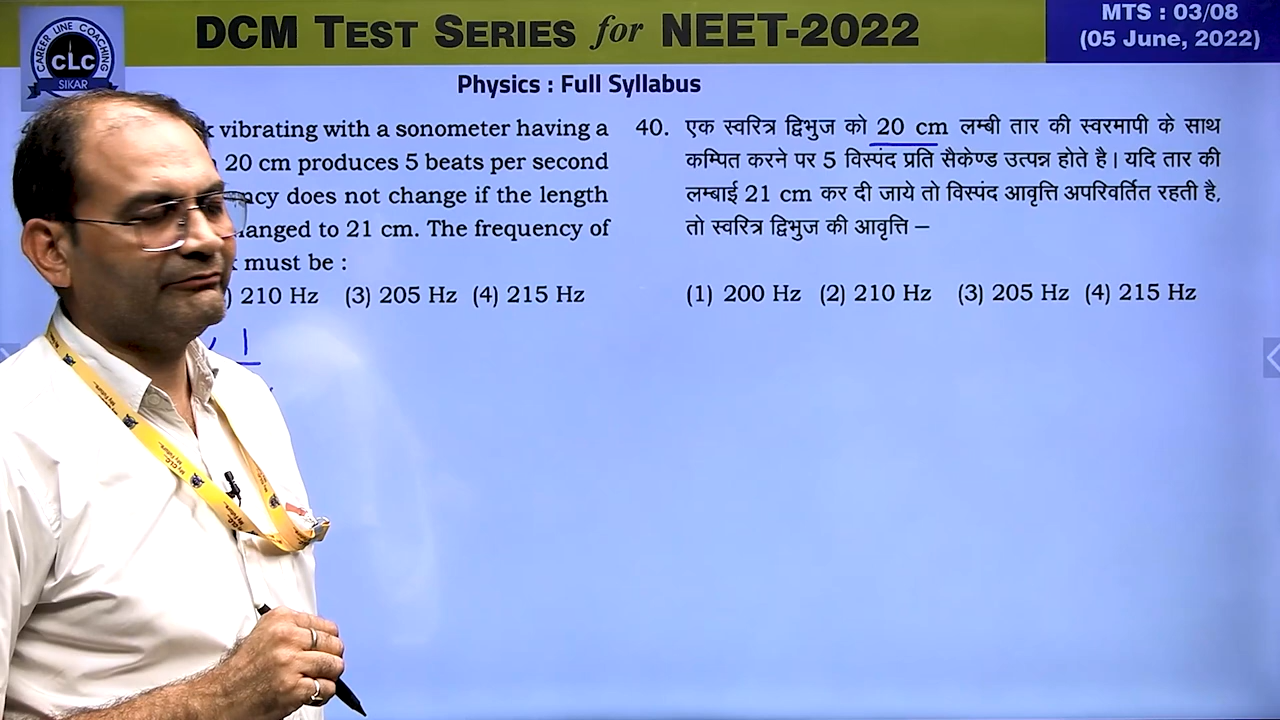 DCM TEST SERIES for NEET-2022
MTS : 03/08
(05 June, 2022)
CAREER LINE COACHING
CLC
SIKAR
Physics : Full Syllabus
vibrating with a sonometer having a
20 cm produces 5 beats per second
does not change if the length
to 21 cm. The frequency of
must be :
210 Hz (3) 205 Hz (4) 215 Hz
40. एक स्वरित्र द्विभुज को 20 cm लम्बी तार की स्वरमापी के साथ
कम्पित करने पर 5 विस्पंद प्रति सैकेण्ड उत्पन्न होते है। यदि तार की
लम्बाई 21 cm कर दी जाये तो विस्पंद आवृत्ति अपरिवर्तित रहती है,
तो स्वरित्र द्विभुज की आवृत्ति –
(1) 200 Hz (2) 210 Hz (3) 205 Hz (4) 215 Hz